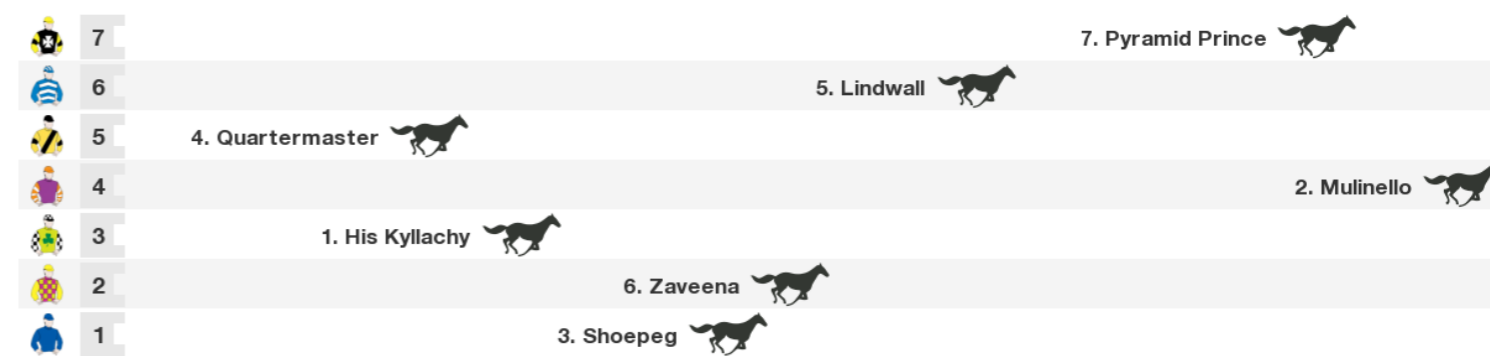 7 7. Pyramid Prince
6 5. Lindwall
5 4. Quartermaster
4 2. Mulinello
3 1. His Kyllachy
2 6. Zaveena
1 3. Shoepeg